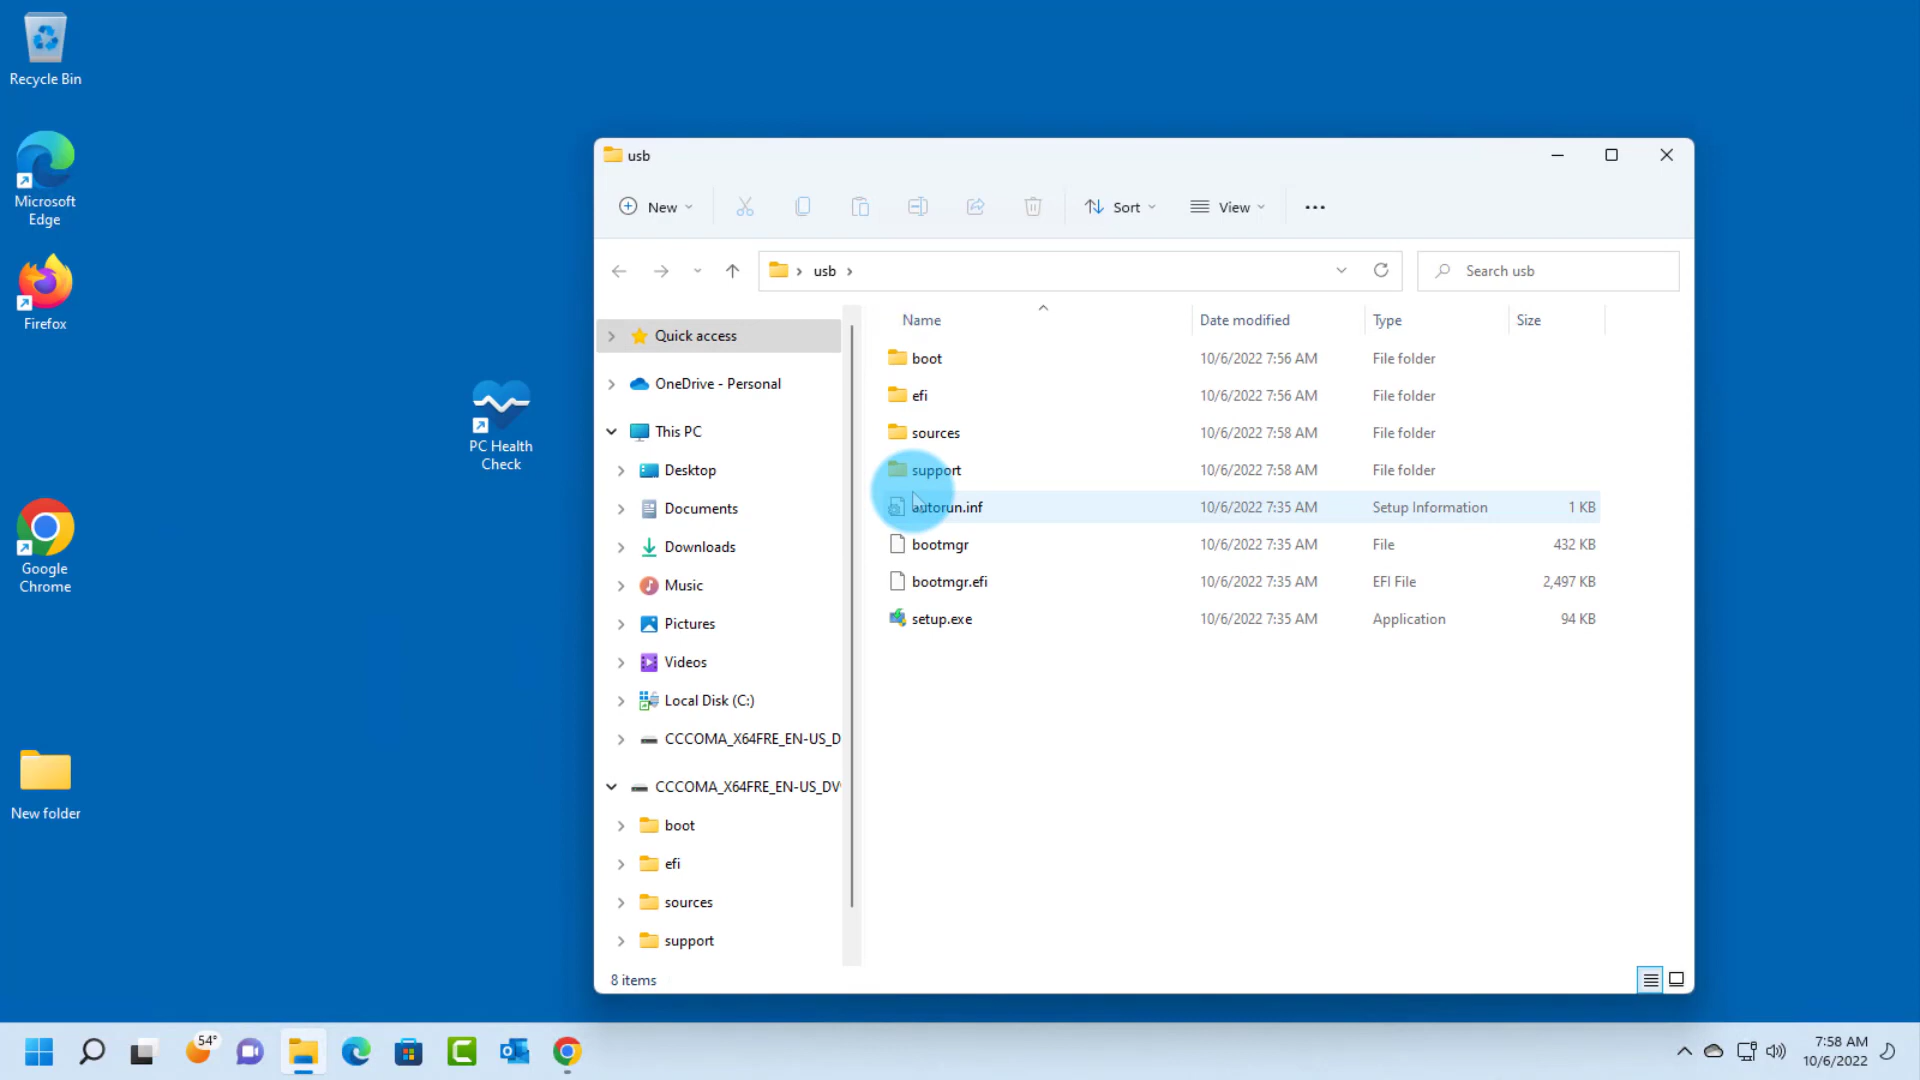 Recycle Bin
Microsoft
Edge
Firefox
PC Health
Check
Google
Chrome
New folder
usb
New
Sort
View
usb
Search usb
Quick access
OneDrive - Personal
This PC
Desktop
Documents
Downloads
Music
Pictures
Videos
Local Disk (C:)
CCCOMA_X64FRE_EN-US_D
CCCOMA_X64FRE_EN-US_DV
boot
efi
sources
support
Name Date modified Type Size
boot 10/6/2022 7:56 AM File folder
efi 10/6/2022 7:56 AM File folder
sources 10/6/2022 7:58 AM File folder
support 10/6/2022 7:58 AM File folder
autorun.inf 10/6/2022 7:35 AM Setup Information 1 KB
bootmgr 10/6/2022 7:35 AM File 432 KB
bootmgr.efi 10/6/2022 7:35 AM EFI File 2,497 KB
setup.exe 10/6/2022 7:35 AM Application 94 KB
8 items
54°
7:58 AM
10/6/2022